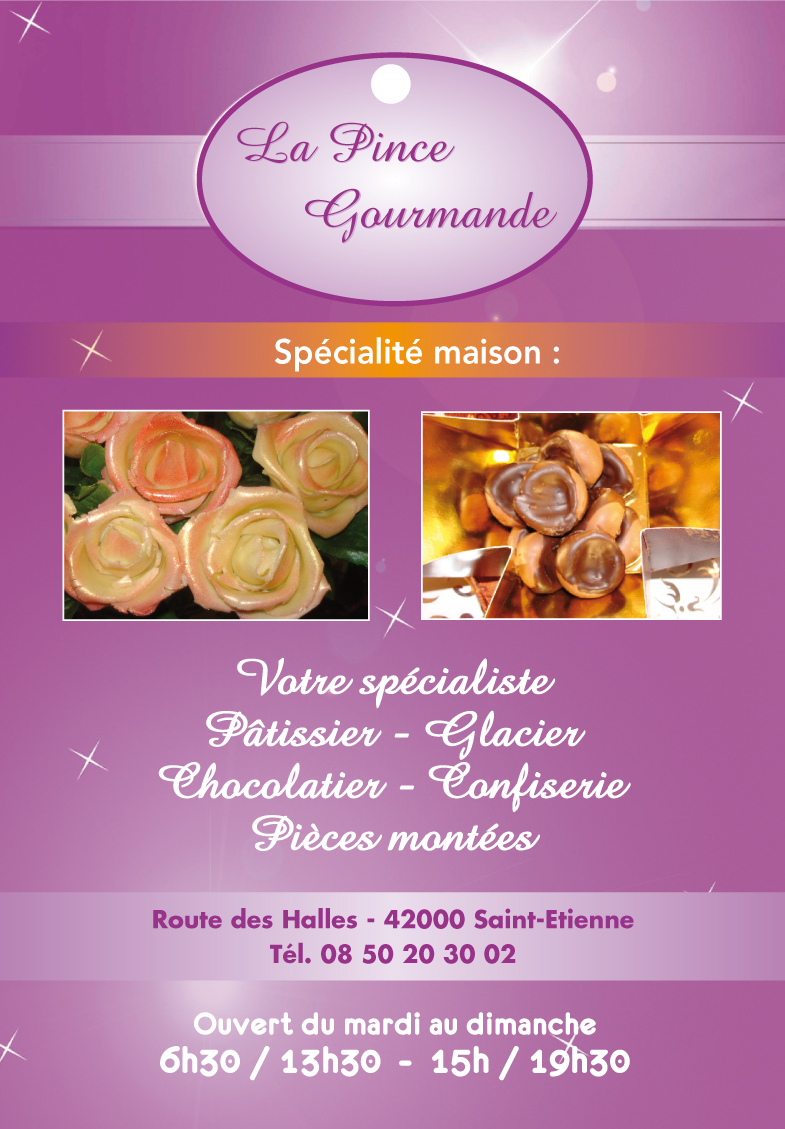 La Pince
Gourmande
Spécialité maison :
Votre spécialiste
Pâtissier - Glacier
Chocolatier - Confiserie
Pièces montées
Route des Halles - 42000 Saint-Etienne
Tél. 08 50 20 30 02
Ouvert du mardi au dimanche
6h30 / 13h30 - 15h / 19h30